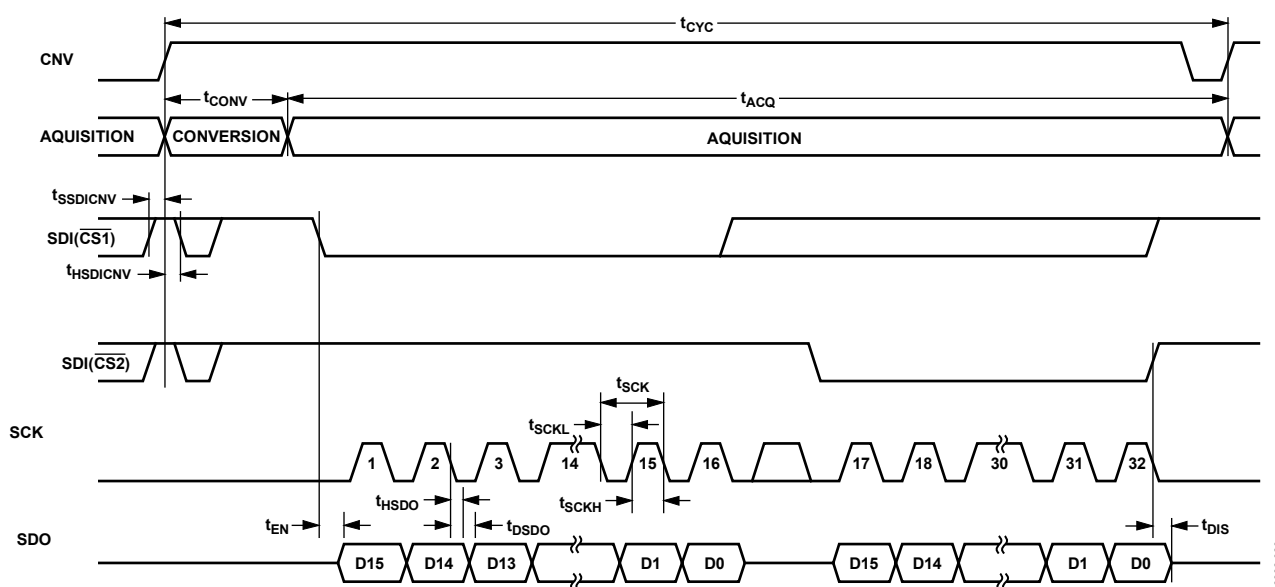 tCYC
CNV
tCONV
tACQ
AQUISITION CONVERSION AQUISITION
tSSDICNV
SDI(CS1)
tHSDICNV
SDI(CS2)
tSCK
SCK
tSCKL
1 2 3 14 15 16 17 18 30 31 32
tHSDO
tSCKH
tEN
tDSDO
tDIS
SDO
D15 D14 D13 D1 D0 D15 D14 D1 D0